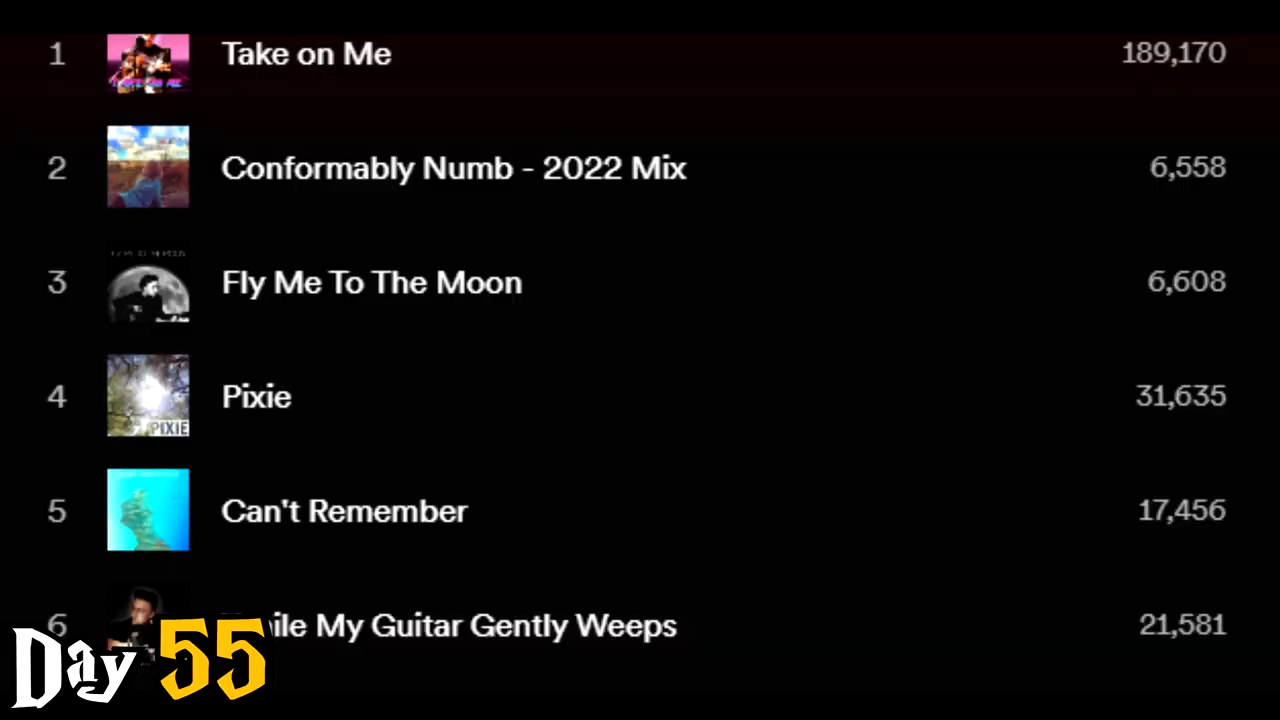 1 Take on Me 189,170
2 Conformably Numb - 2022 Mix 6,558
3 Fly Me To The Moon 6,608
4 Pixie 31,635
PIXIE
5 Can't Remember 17,456
6 My Guitar Gently Weeps 21,581
Day 55